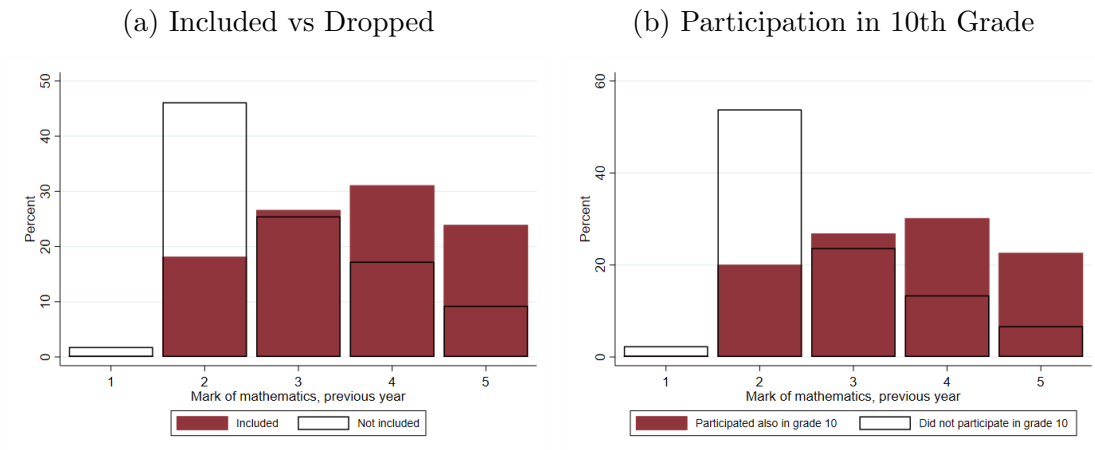 (a) Included vs Dropped
50
40
30
20
10
0
Percent
1 2 3 4 5
Mark of mathematics, previous year
Included Not included
(b) Participation in 10th Grade
60
40
20
0
Percent
1 2 3 4 5
Mark of mathematics, previous year
Participated also in grade 10 Did not participate in grade 10